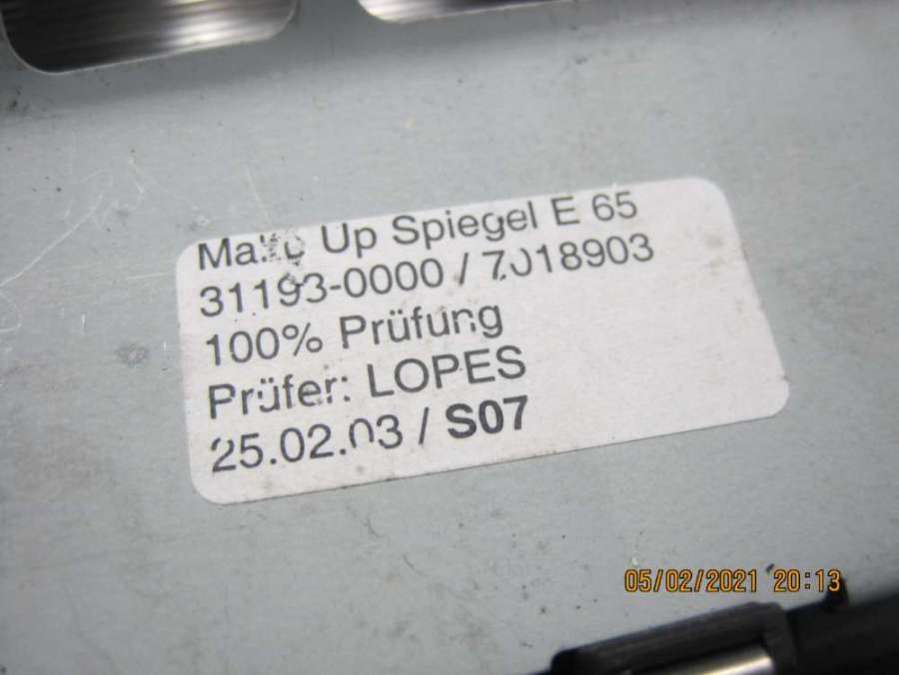 Make Up Spiegel E 65
31193-0000 / 7018903
100% Prüfung
Prüfer: LOPES
25.02.03 / S07
05/02/2021 20:13